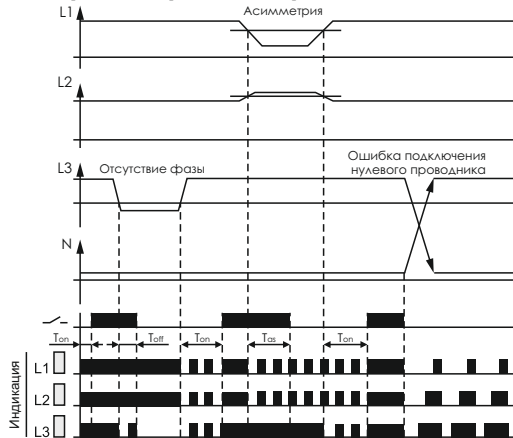 Асимметрия
L1
L2
Ошибка подключения
нулевого проводника
L3
Отсутствие фазы
N
Ton
Toff
Ton
Tas
Ton
Индикация
L1
L2
L3